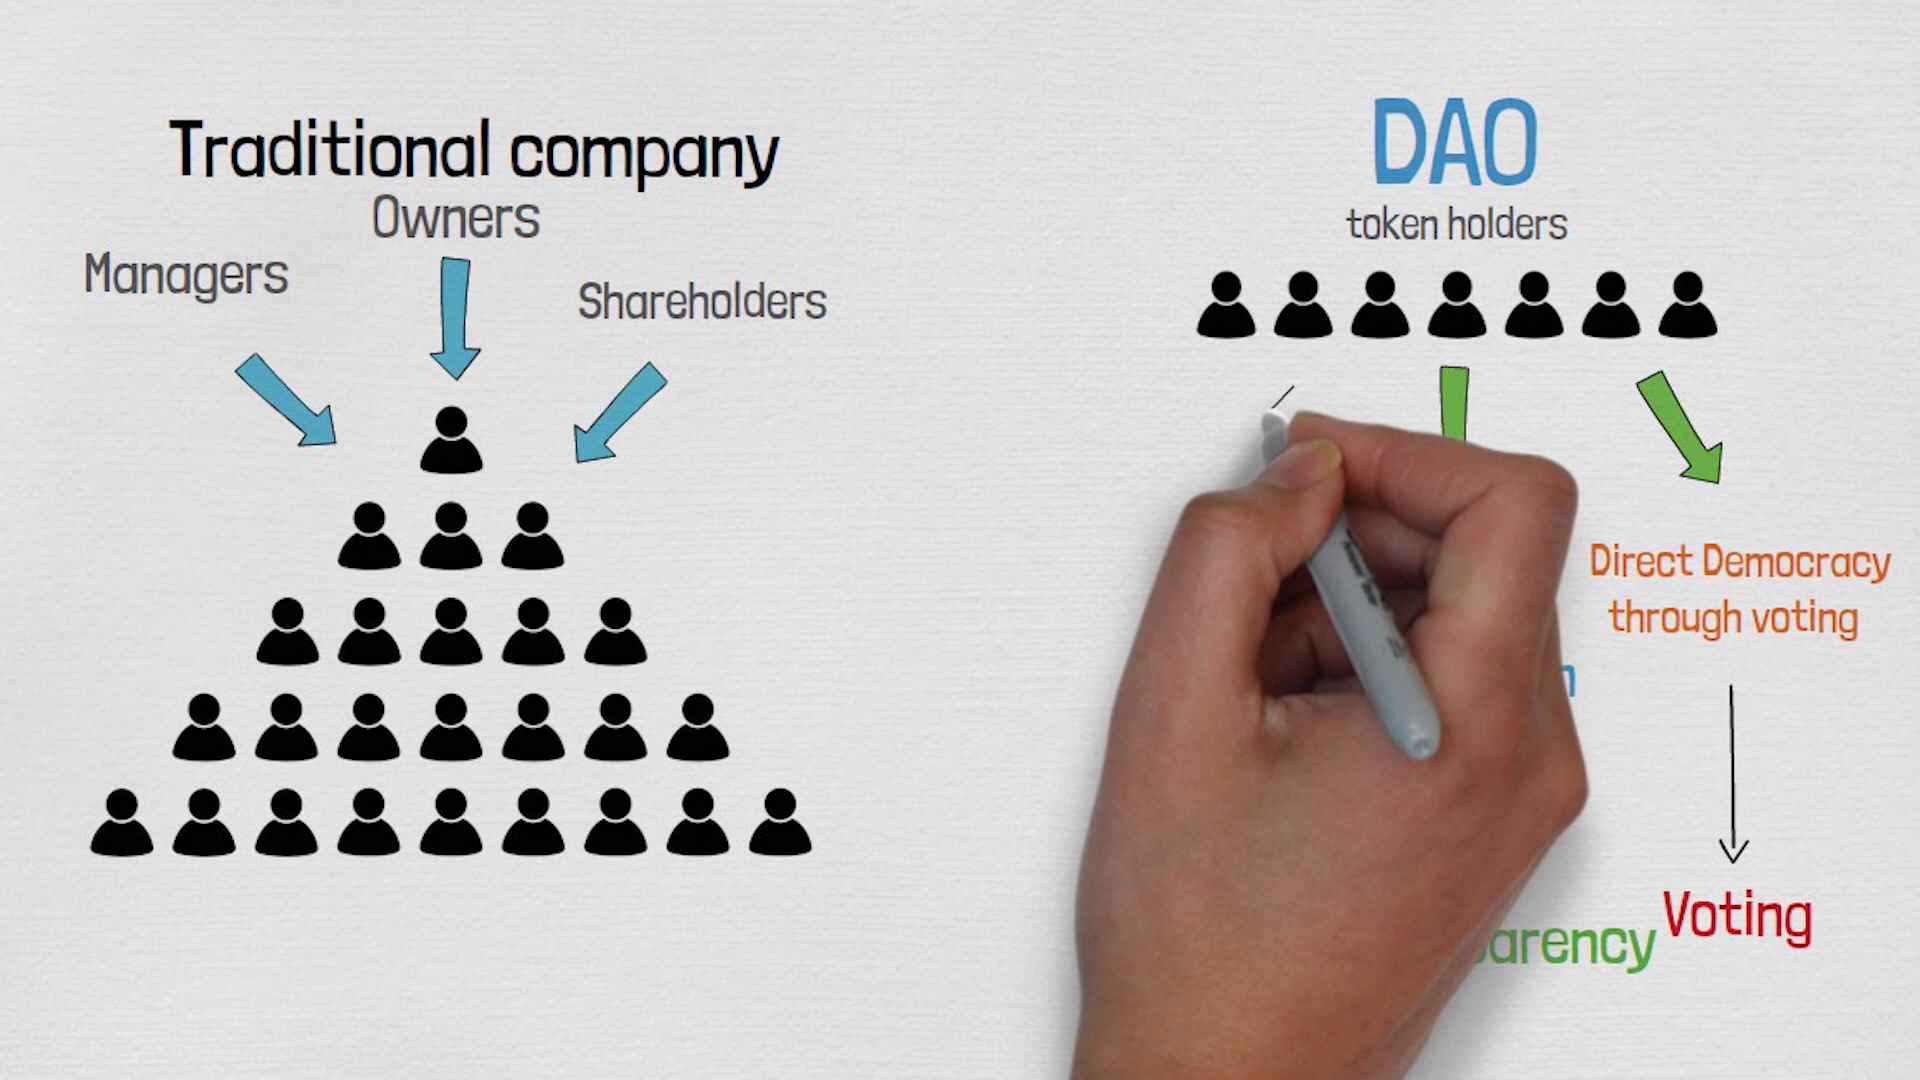 Traditional company
Owners
Managers
Shareholders
DAO
token holders
Direct Democracy
through voting
Voting